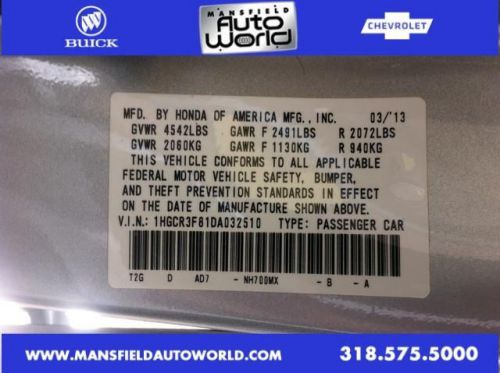 BUICK
MANSFIELD
Auto
World
CHEVROLET
MFD. BY HONDA OF AMERICA MFG., INC. 03/'13
GVWR 4542LBS GAWR F 2491LBS R 2072LBS
GVWR 2060KG GAWR F 1130KG R 940KG
THIS VEHICLE CONFORMS TO ALL APPLICABLE
FEDERAL MOTOR VEHICLE SAFETY, BUMPER,
AND THEFT PREVENTION STANDARDS IN EFFECT
ON THE DATE OF MANUFACTURE SHOWN ABOVE.
V.I.N.: 1HGCR3F81DA032510 TYPE: PASSENGER CAR
T2G D AD7 -NH700MX -B -A
WWW.MANSFIELDAUTOWORLD.COM 318.575.5000